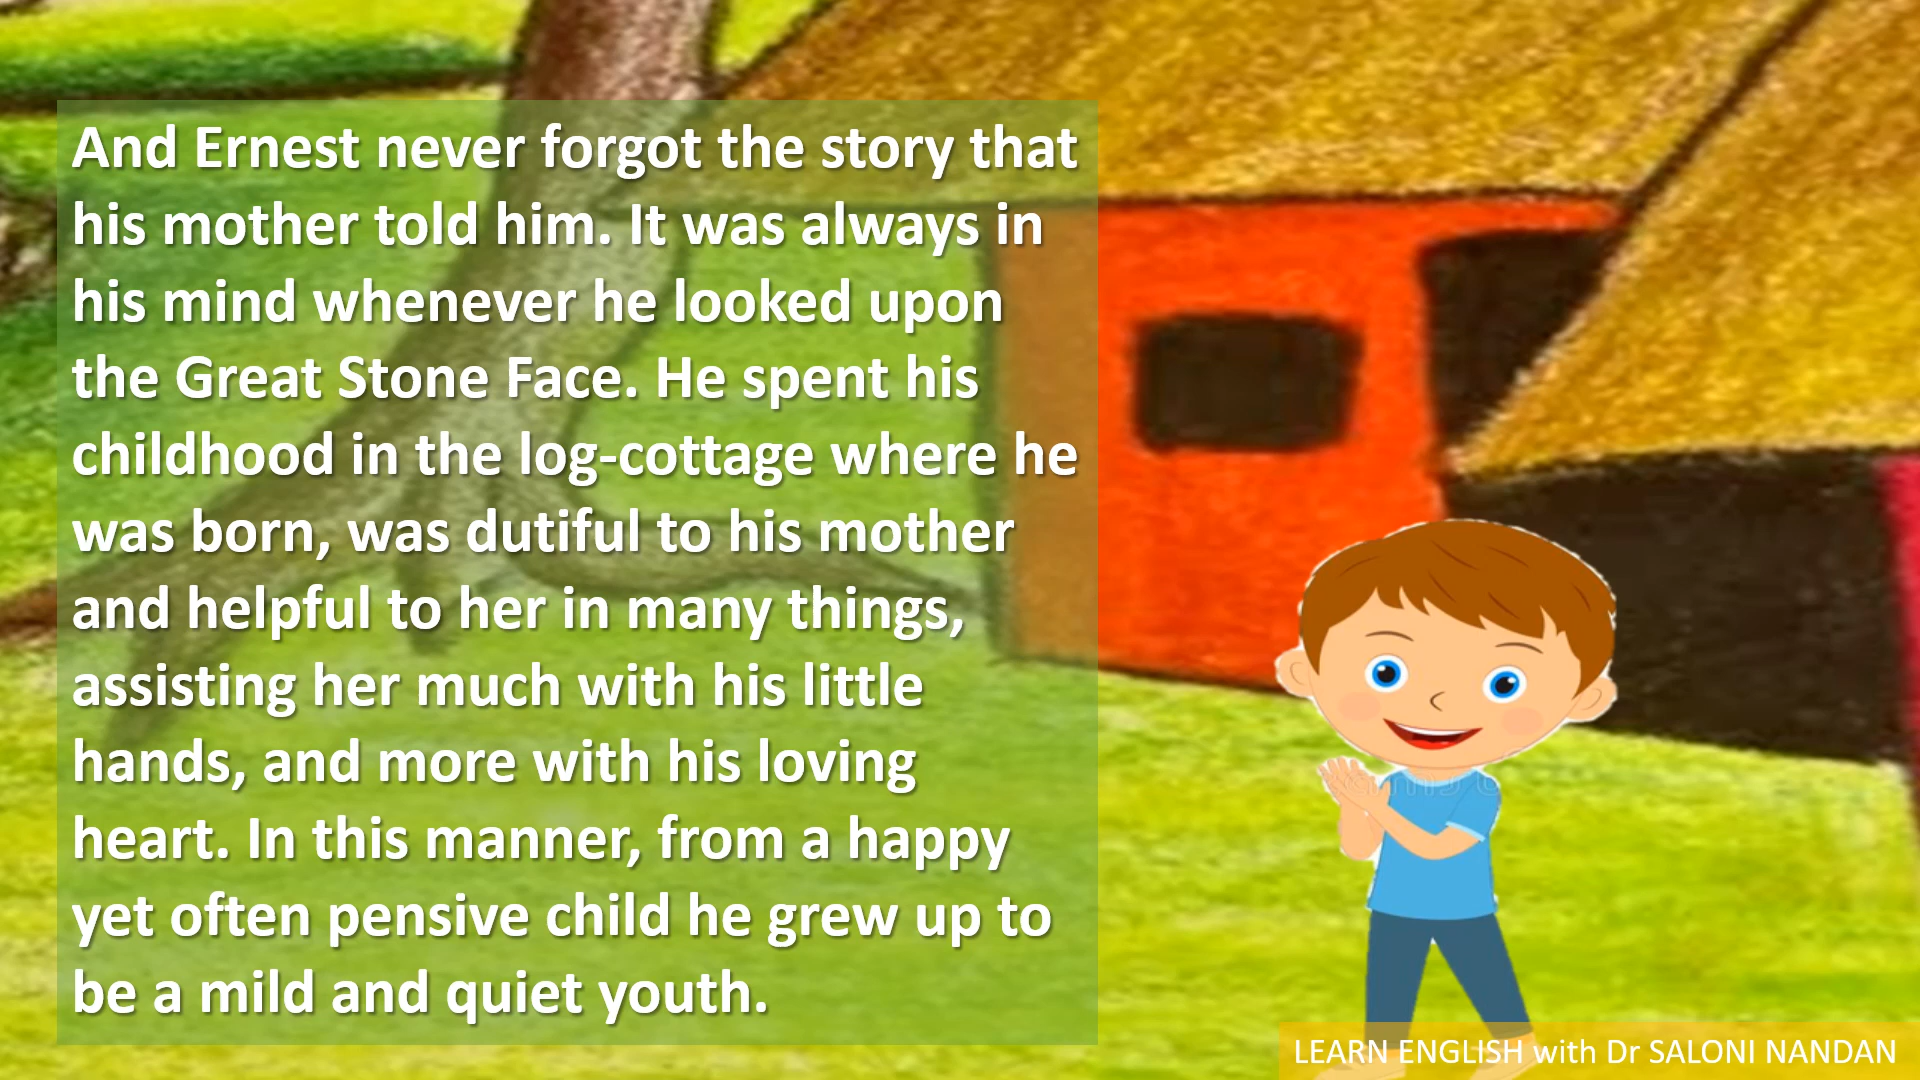 And Ernest never forgot the story that
his mother told him. It was always in
his mind whenever he looked upon
the Great Stone Face. He spent his
childhood in the log-cottage where he
was born, was dutiful to his mother
and helpful to her in many things,
assisting her much with his little
hands, and more with his loving
heart. In this manner, from a happy
yet often pensive child he grew up to
be a mild and quiet youth.
LEARN ENGLISH with Dr SALONI NANDAN